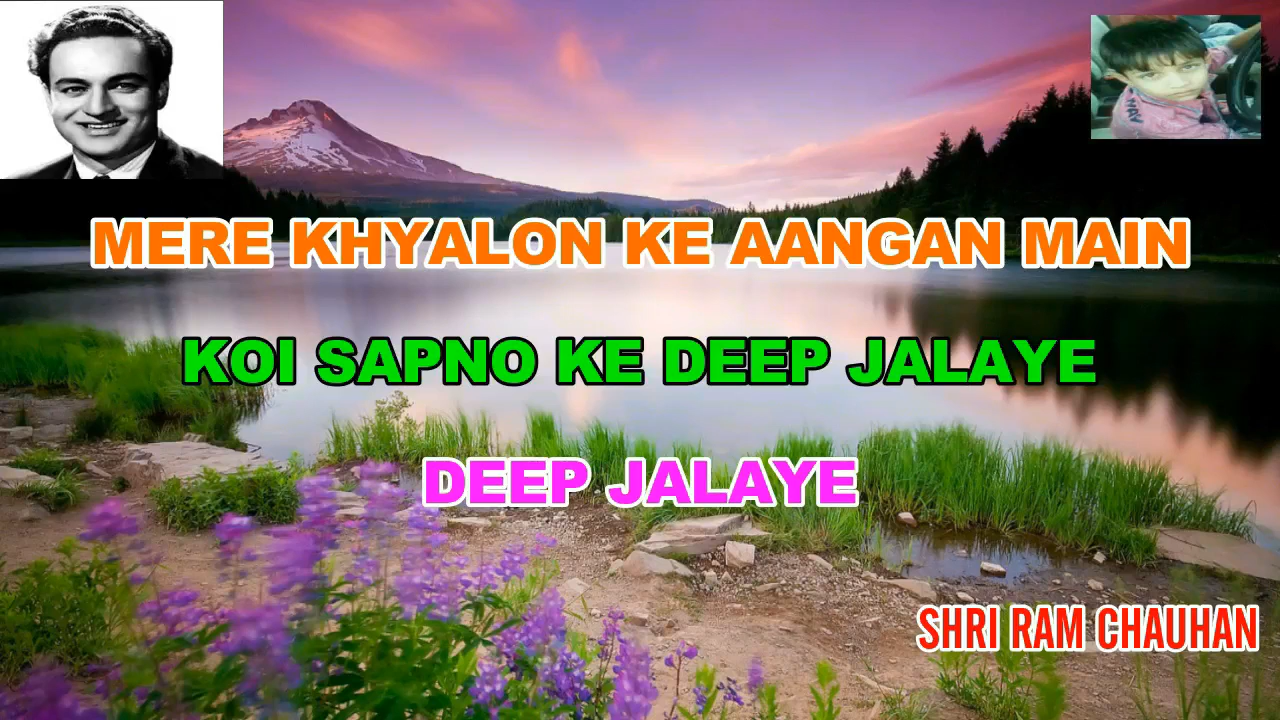 MERE KHYALON KE AANGAN MAIN
KOI SAPNO KE DEEP JALAYE
DEEP JALAYE
SHRI RAM CHAUHAN